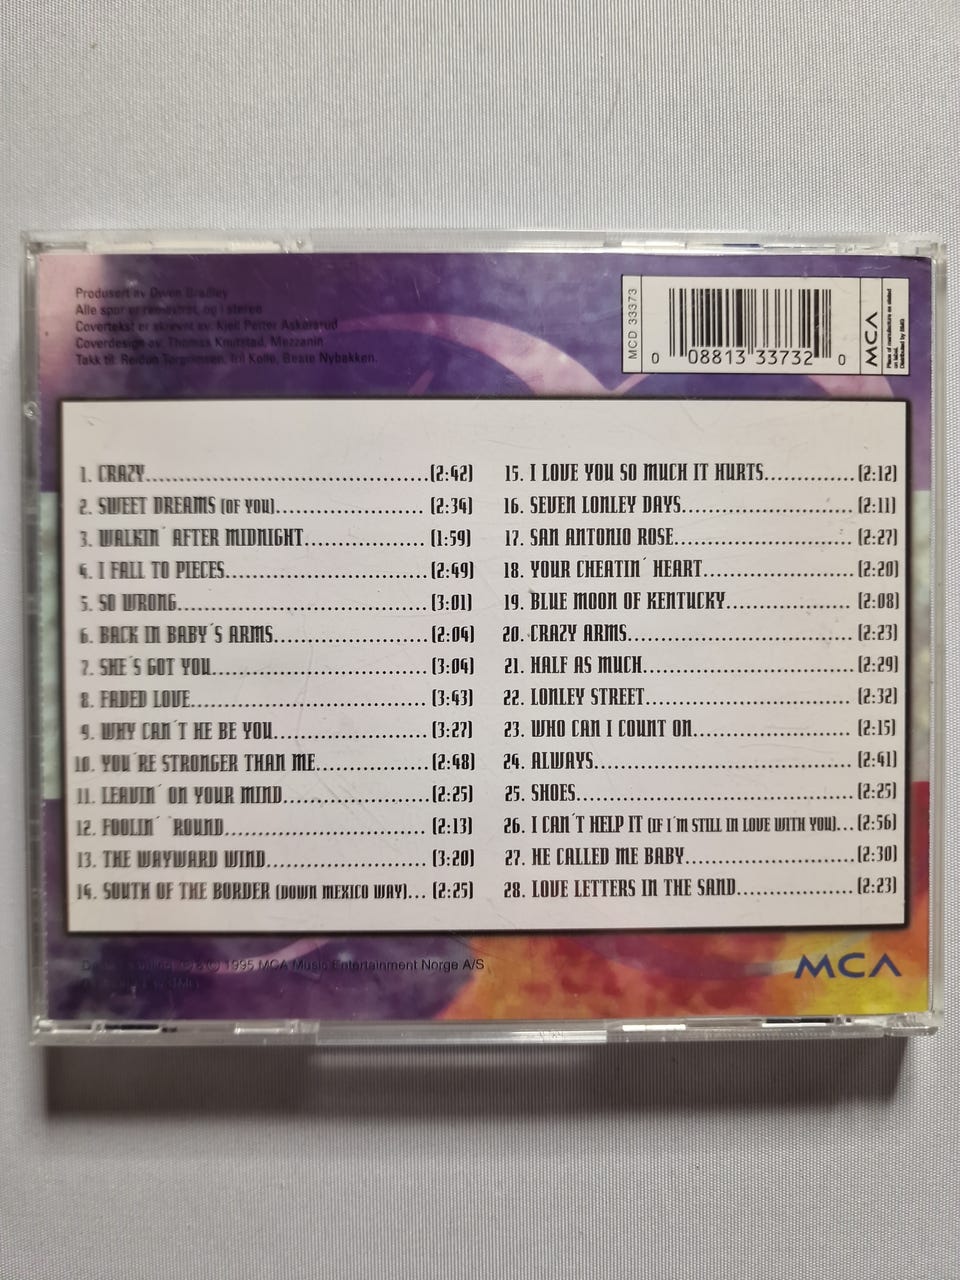 Produsert av Owen Bradley
Alle spor er remastret, og i stereo
Covertekst er skrevet av: Kjell Petter Askersrud
Coverdesign av: Thomas Knutstad, Mezzanin
Takk til: Reidun Torgrimsen, Iril Kolle, Beate Nybakken.
MCD 33373
0 08813 33732 0
MCA
Place of manufacture as stated
on label.
Distributed by BMG
1. CRAZY (2:42)
2. SWEET DREAMS (OF YOU) (2:34)
3. WALKIN´ AFTER MIDNIGHT (1:59)
4. I FALL TO PIECES (2:49)
5. SO WRONG (3:01)
6. BACK IN BABY´S ARMS (2:04)
7. SHE´S GOT YOU (3:04)
8. FADED LOVE (3:43)
9. WHY CAN´T HE BE YOU (3:27)
10. YOU´RE STRONGER THAN ME (2:48)
11. LEAVIN´ ON YOUR MIND (2:25)
12. FOOLIN´ ´ROUND (2:13)
13. THE WAYWARD WIND (3:20)
14. SOUTH OF THE BORDER (DOWN MEXICO WAY)... (2:25)
15. I LOVE YOU SO MUCH IT HURTS (2:12)
16. SEVEN LONLEY DAYS (2:11)
17. SAN ANTONIO ROSE (2:27)
18. YOUR CHEATIN´ HEART (2:20)
19. BLUE MOON OF KENTUCKY (2:08)
20. CRAZY ARMS (2:23)
21. HALF AS MUCH (2:29)
22. LONLEY STREET (2:32)
23. WHO CAN I COUNT ON (2:15)
24. ALWAYS (2:41)
25. SHOES (2:25)
26. I CAN´T HELP IT (IF I´M STILL IN LOVE WITH YOU)... (2:56)
27. HE CALLED ME BABY (2:30)
28. LOVE LETTERS IN THE SAND (2:23)
© 1995 MCA Music Entertainment Norge A/S
MCA